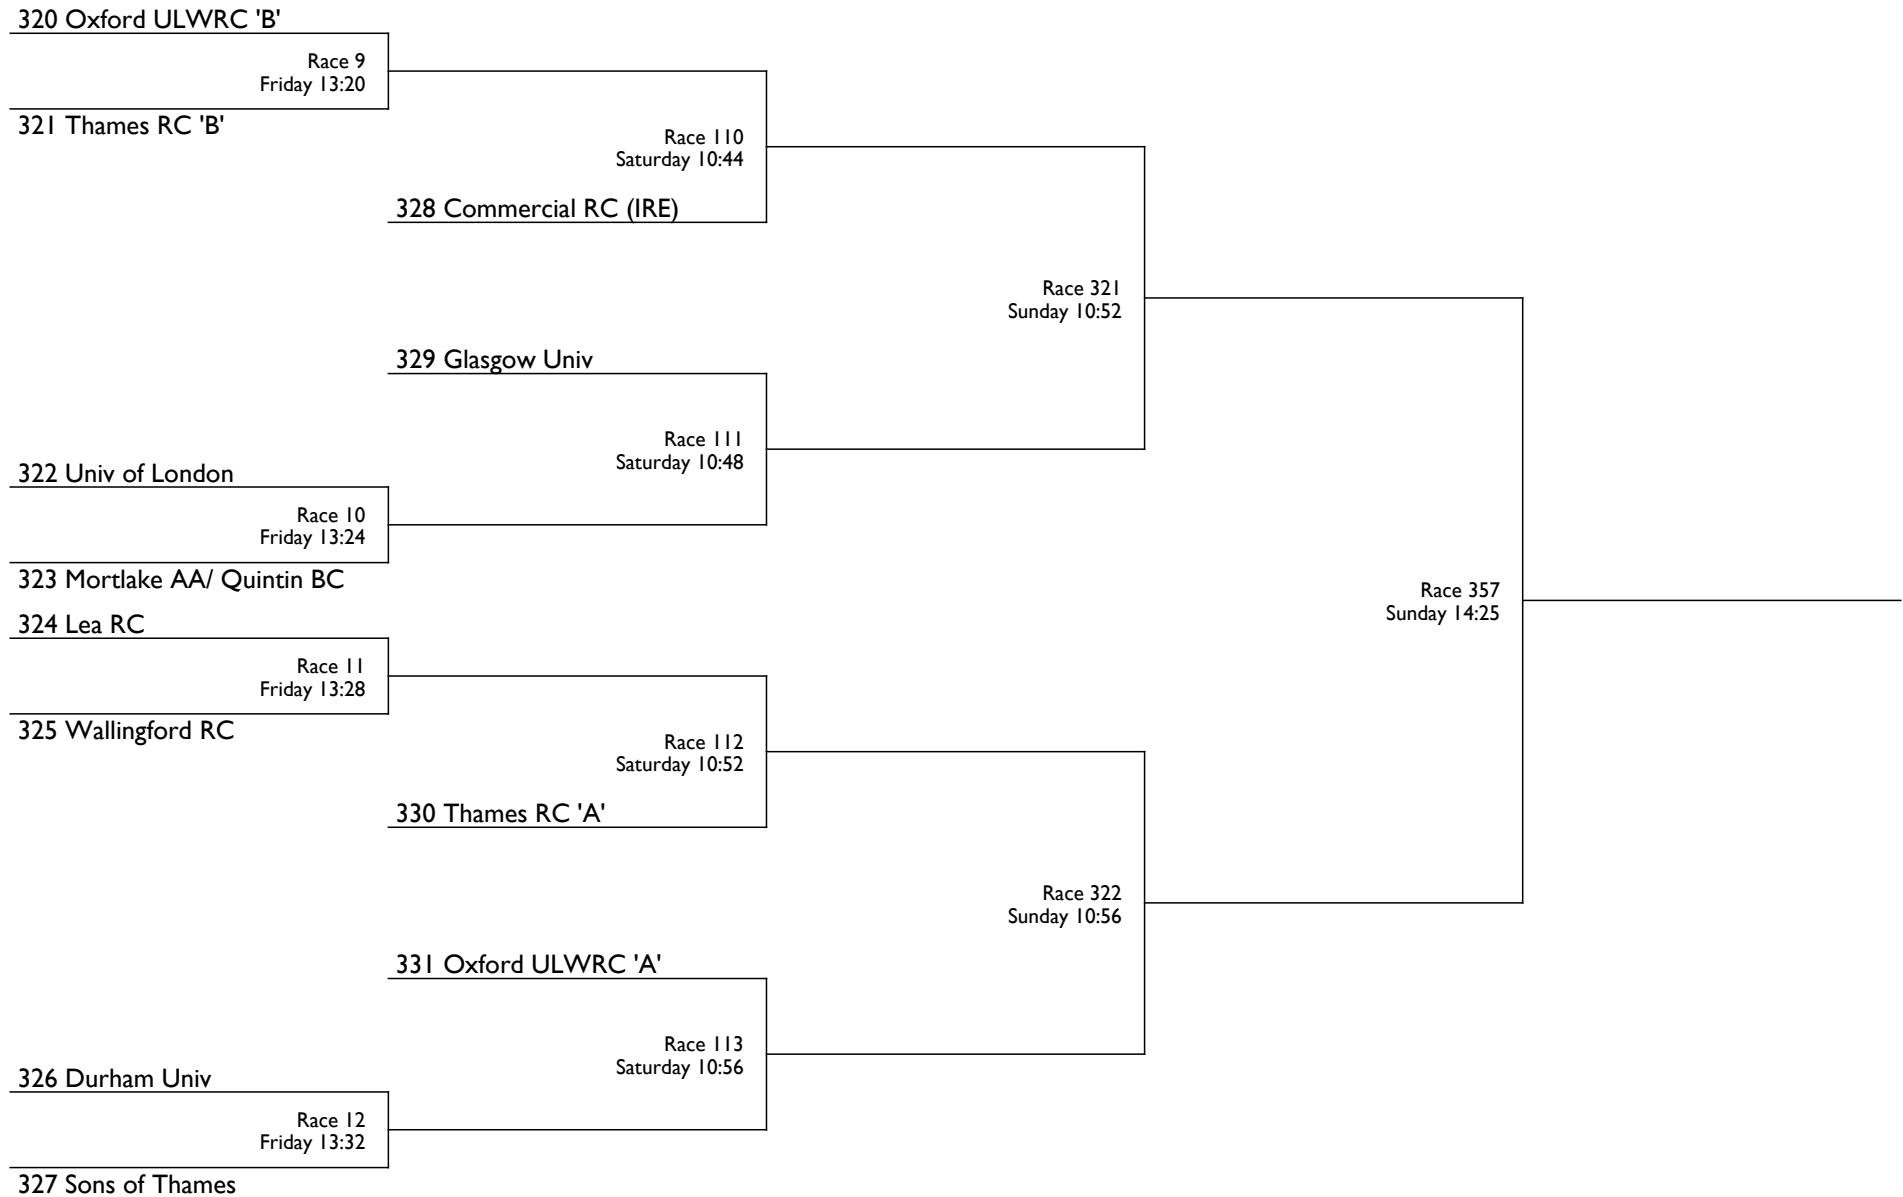 320 Oxford ULWRC 'B'
Race 9
Friday 13:20
321 Thames RC 'B'
Race 110
Saturday 10:44
328 Commercial RC (IRE)
Race 321
Sunday 10:52
329 Glasgow Univ
Race 111
Saturday 10:48
322 Univ of London
Race 10
Friday 13:24
323 Mortlake AA/ Quintin BC
Race 357
Sunday 14:25
324 Lea RC
Race 11
Friday 13:28
325 Wallingford RC
Race 112
Saturday 10:52
330 Thames RC 'A'
Race 322
Sunday 10:56
331 Oxford ULWRC 'A'
Race 113
Saturday 10:56
326 Durham Univ
Race 12
Friday 13:32
327 Sons of Thames